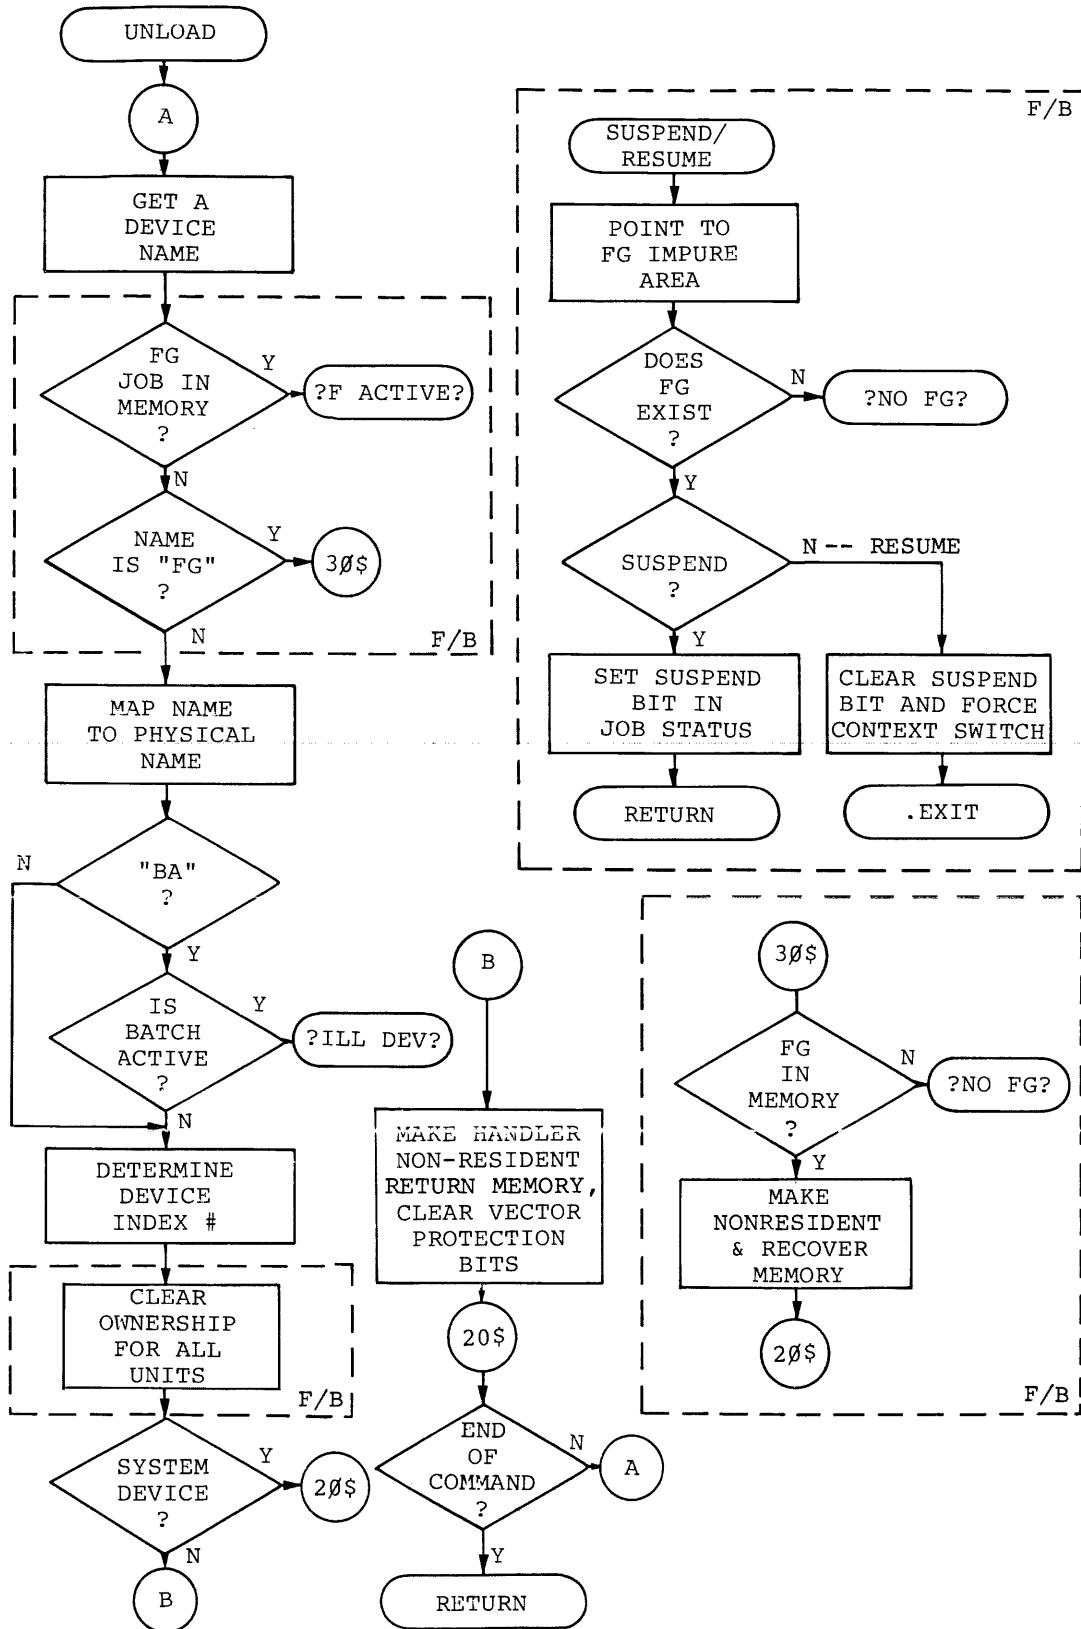 UNLOAD
A
GET A
DEVICE
NAME
FG
JOB IN
MEMORY
?
Y
?F ACTIVE?
N
NAME
IS "FG"
?
Y
3Ø$
N
F/B
MAP NAME
TO PHYSICAL
NAME
N
"BA"
?
Y
IS
BATCH
ACTIVE
?
Y
?ILL DEV?
N
DETERMINE
DEVICE
INDEX #
CLEAR
OWNERSHIP
FOR ALL
UNITS
F/B
SYSTEM
DEVICE
?
Y
2Ø$
N
B
B
MAKE HANDLER
NON-RESIDENT
RETURN MEMORY,
CLEAR VECTOR
PROTECTION
BITS
20$
END
OF
COMMAND
?
N
A
Y
RETURN
F/B
SUSPEND/
RESUME
POINT TO
FG IMPURE
AREA
DOES
FG
EXIST
?
N
?NO FG?
Y
SUSPEND
?
N -- RESUME
Y
SET SUSPEND
BIT IN
JOB STATUS
RETURN
CLEAR SUSPEND
BIT AND FORCE
CONTEXT SWITCH
.EXIT
3Ø$
FG
IN
MEMORY
?
N
?NO FG?
Y
MAKE
NONRESIDENT
& RECOVER
MEMORY
2Ø$
F/B